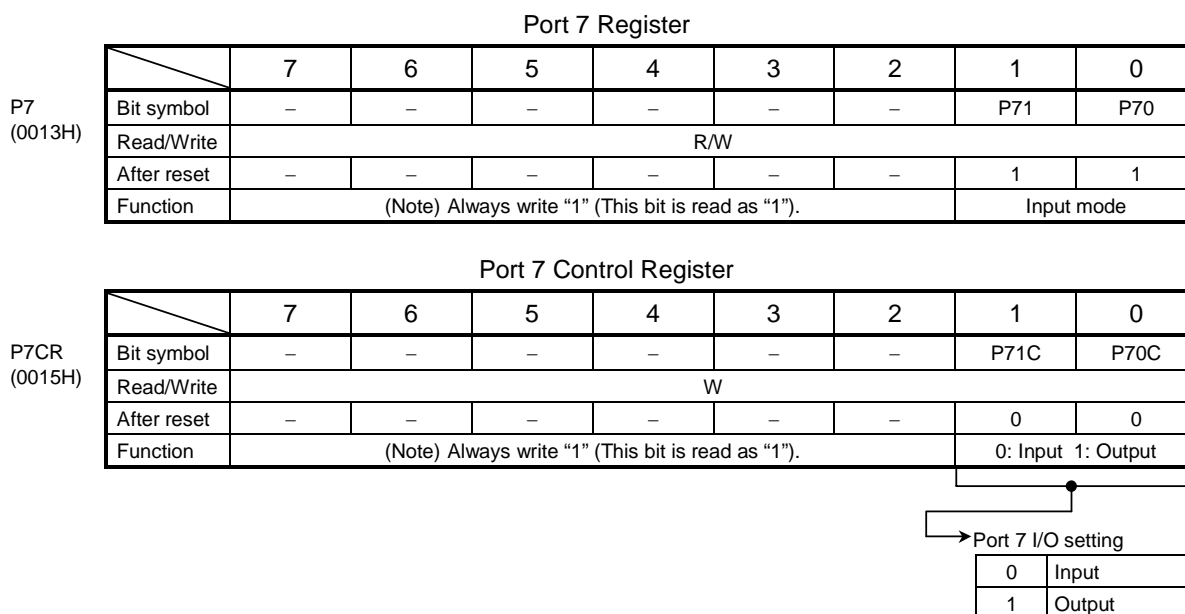 Port 7 Register
7 6 5 4 3 2 1 0
P7
(0013H)
Bit symbol – – – – – – P71 P70
Read/Write R/W
After reset – – – – – – 1 1
Function (Note) Always write “1” (This bit is read as “1”). Input mode
Port 7 Control Register
7 6 5 4 3 2 1 0
P7CR
(0015H)
Bit symbol – – – – – – P71C P70C
Read/Write W
After reset – – – – – – 0 0
Function (Note) Always write “1” (This bit is read as “1”). 0: Input 1: Output
Port 7 I/O setting
0 Input
1 Output